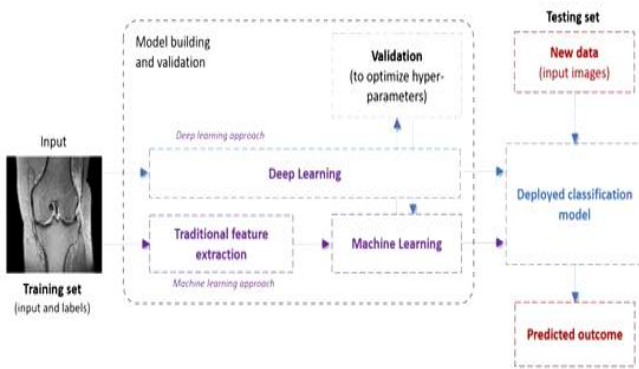 Testing set
Model building
and validation
Validation
(to optimize hyper-
parameters)
New data
(input images)
Input
Deep learning approach
Deep Learning
Deployed classification
model
Traditional feature
extraction
Machine Learning
Machine learning approach
Training set
(input and labels)
Predicted outcome